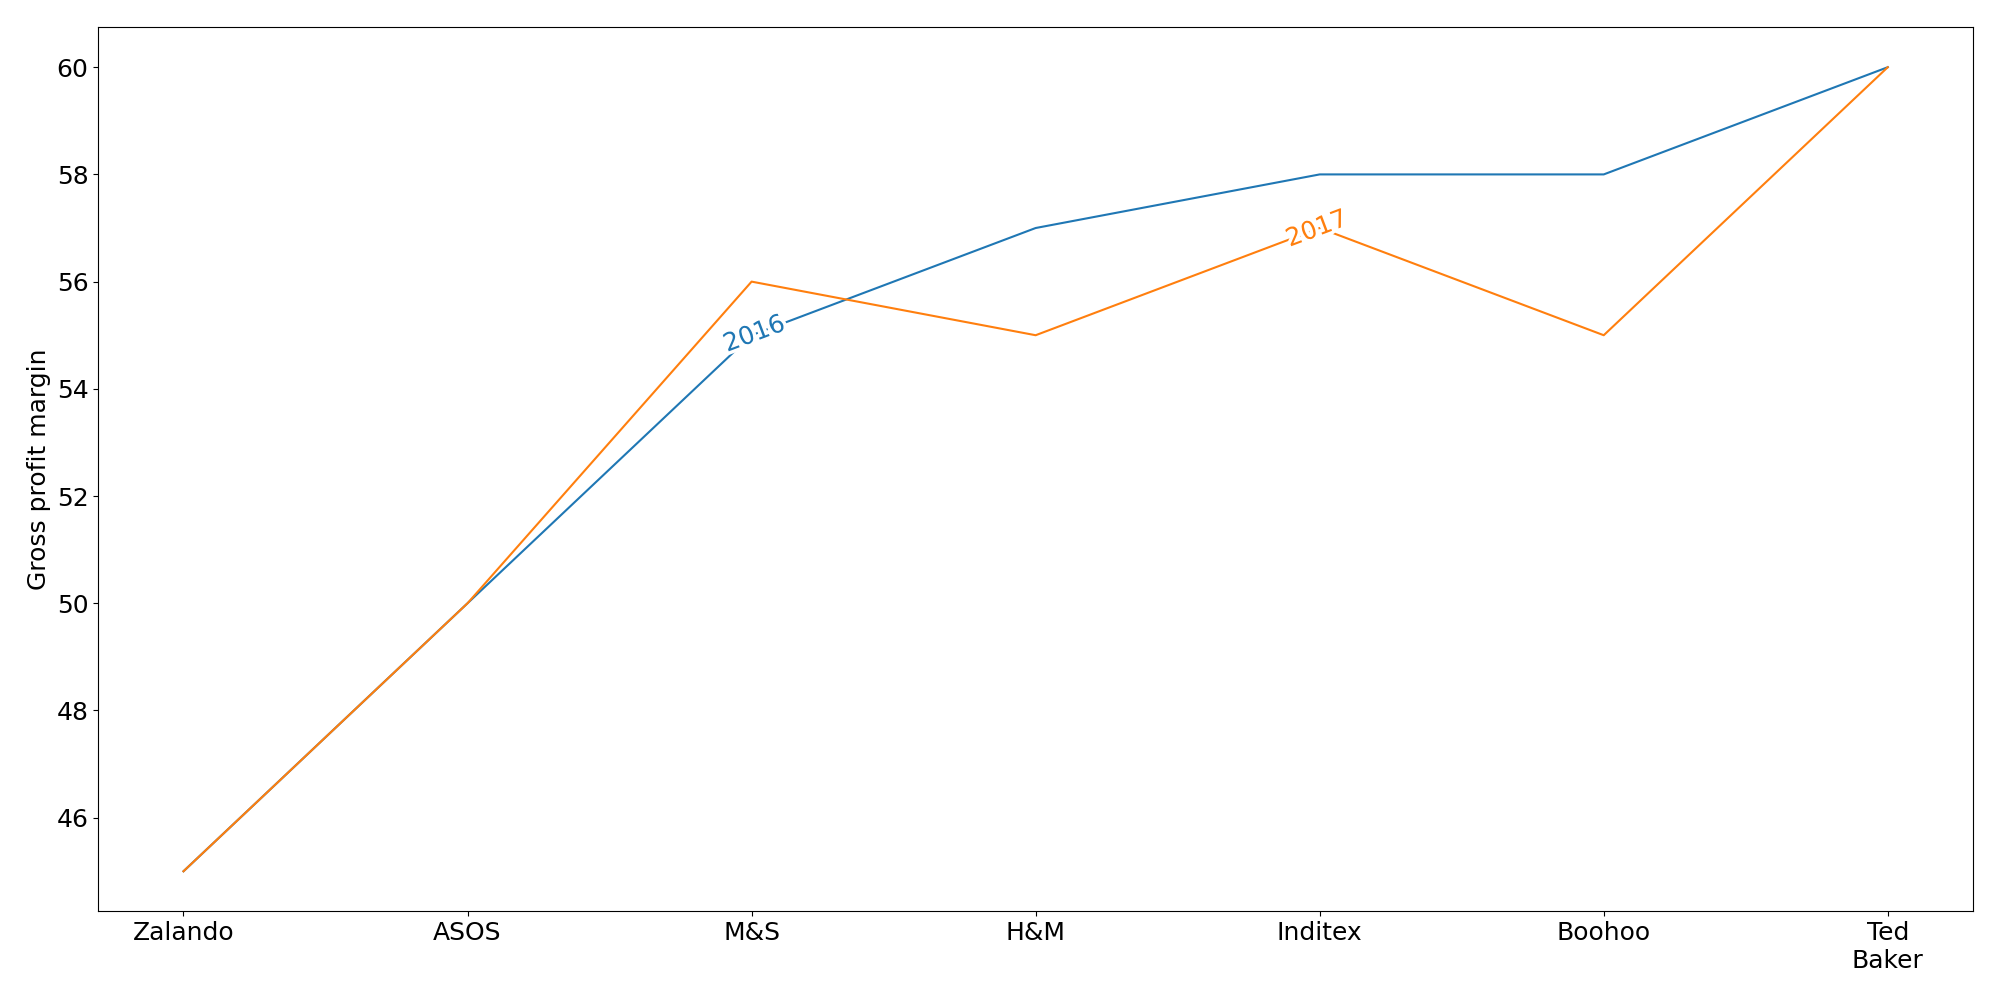 60
58
56
54
52
50
48
46
Gross profit margin
2016
2017
Zalando
ASOS
M&S
H&M
Inditex
Boohoo
Ted
Baker